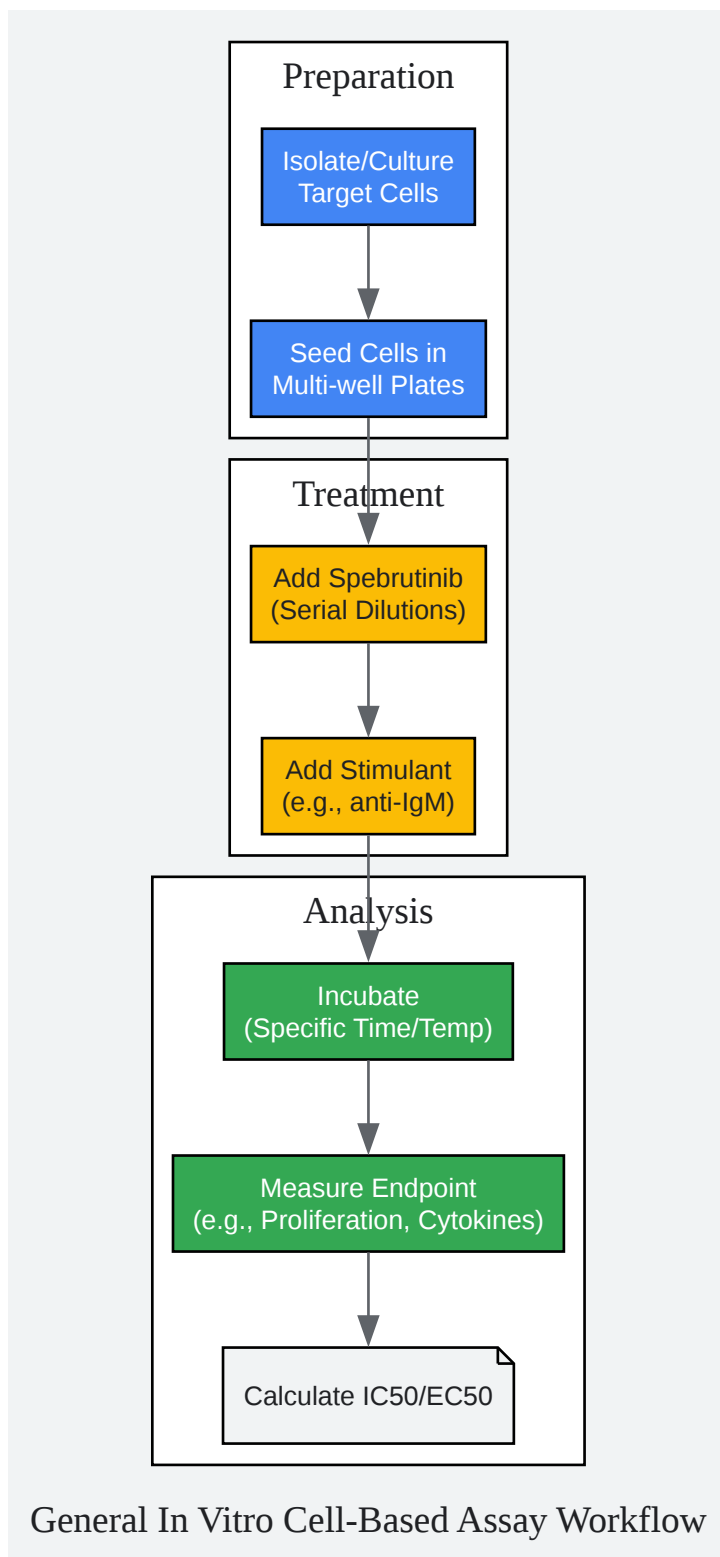 Preparation
Isolate/Culture
Target Cells
Seed Cells in
Multi-well Plates
Treatment
Add Spebrutinib
(Serial Dilutions)
Add Stimulant
(e.g., anti-IgM)
Analysis
Incubate
(Specific Time/Temp)
Measure Endpoint
(e.g., Proliferation, Cytokines)
Calculate IC50/EC50
General In Vitro Cell-Based Assay Workflow